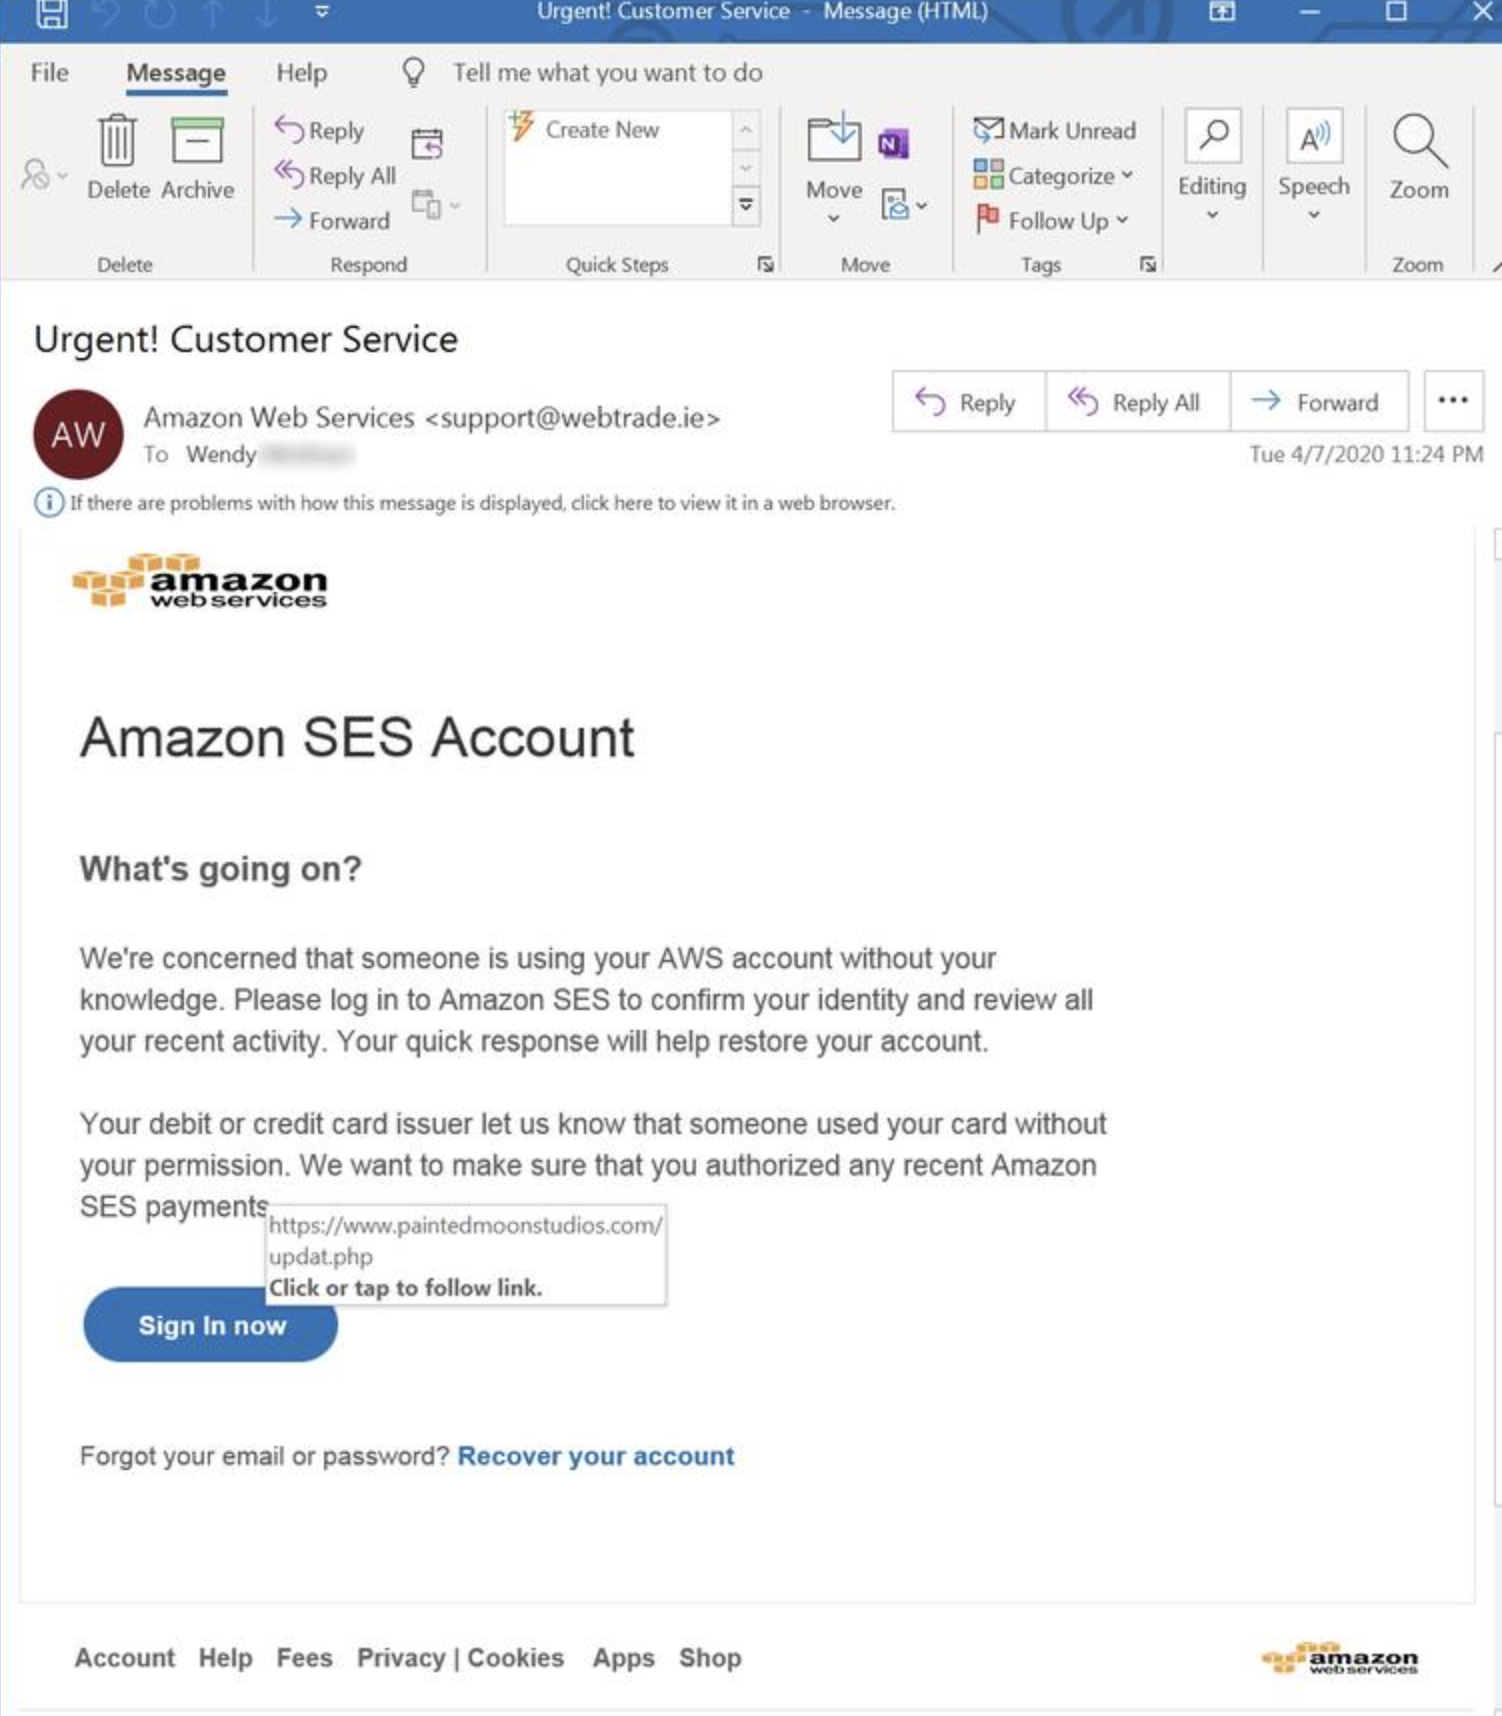 Urgent! Customer Service - Message (HTML)
File Message Help Tell me what you want to do
Delete Archive
Reply
Reply All
Forward
Create New
Move
Mark Unread
Categorize
Follow Up
Editing
Speech
Zoom
Delete Respond Quick Steps Move Tags Zoom
Urgent! Customer Service
AW
Amazon Web Services <support@webtrade.ie>
To Wendy
Reply Reply All Forward ...
Tue 4/7/2020 11:24 PM
If there are problems with how this message is displayed, click here to view it in a web browser.
amazon
web services
Amazon SES Account
What's going on?
We're concerned that someone is using your AWS account without your
knowledge. Please log in to Amazon SES to confirm your identity and review all
your recent activity. Your quick response will help restore your account.
Your debit or credit card issuer let us know that someone used your card without
your permission. We want to make sure that you authorized any recent Amazon
SES payments
https://www.paintedmoonstudios.com/
updat.php
Click or tap to follow link.
Sign In now
Forgot your email or password? Recover your account
Account Help Fees Privacy | Cookies Apps Shop
amazon
web services